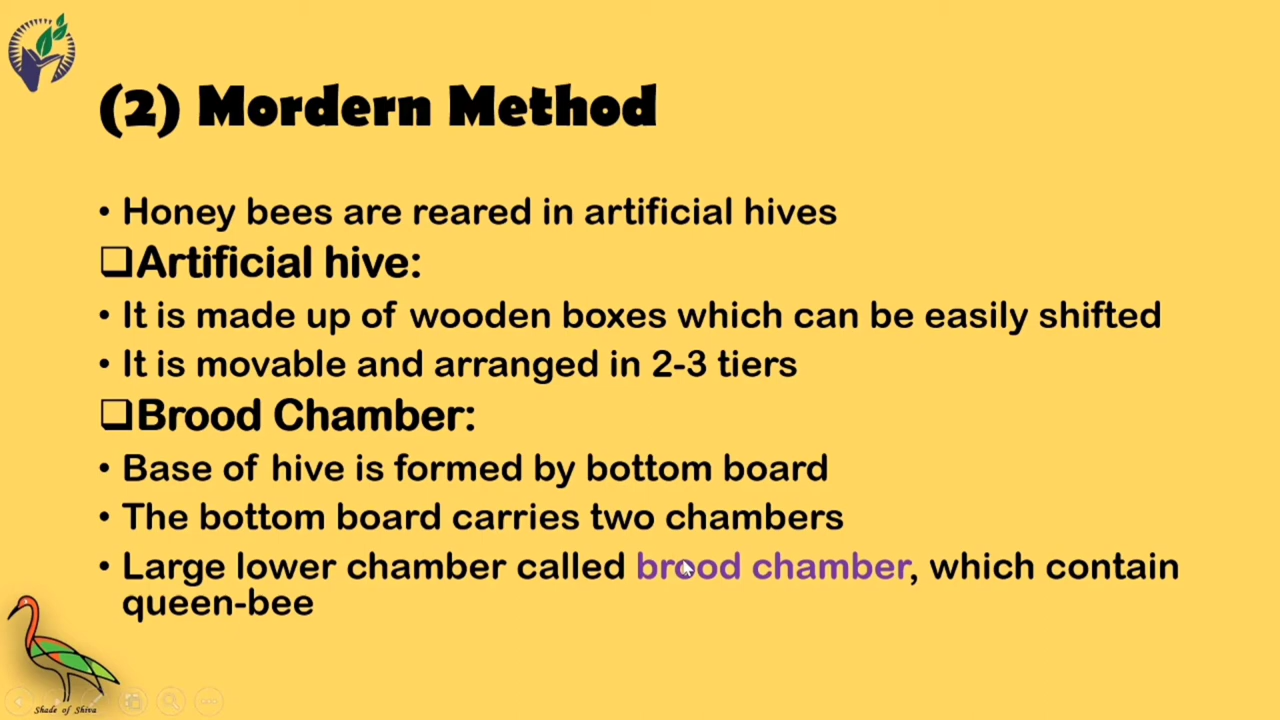 (2) Mordern Method
• Honey bees are reared in artificial hives
❑Artificial hive:
• It is made up of wooden boxes which can be easily shifted
• It is movable and arranged in 2-3 tiers
❑Brood Chamber:
• Base of hive is formed by bottom board
• The bottom board carries two chambers
• Large lower chamber called brood chamber, which contain
queen-bee
Shade of Shiva